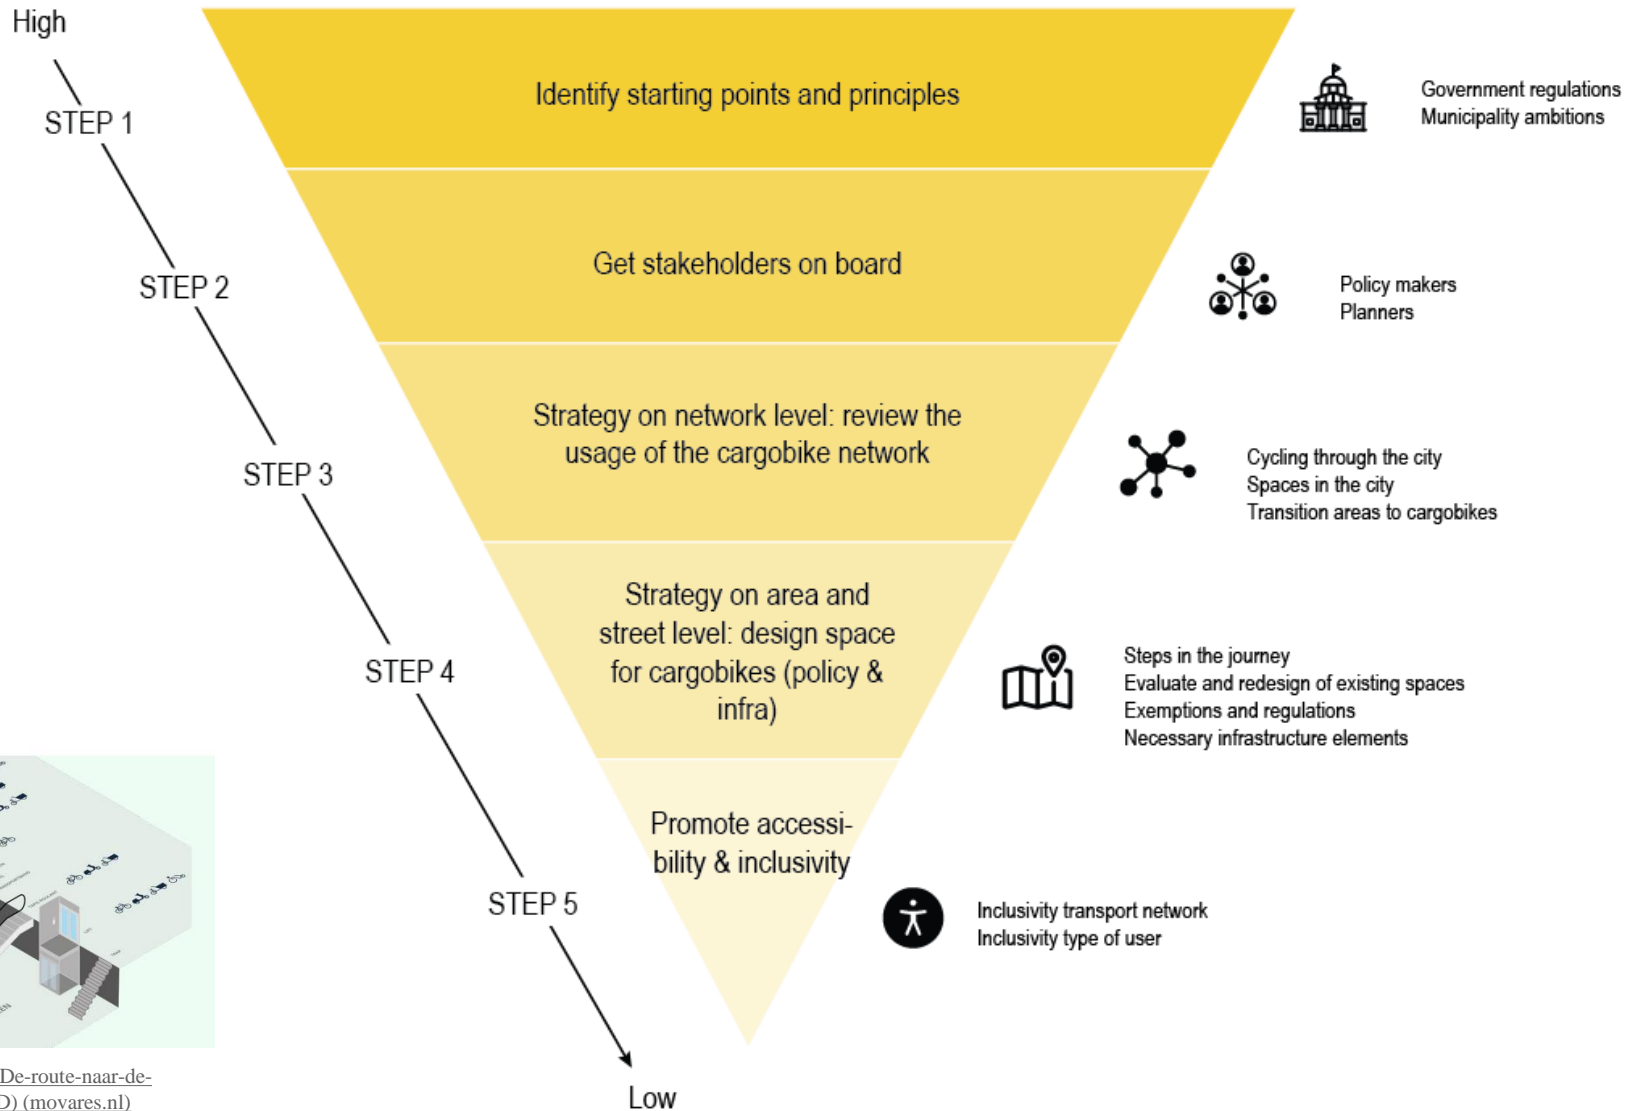 High
STEP 1
Identify starting points and principles
Government regulations
Municipality ambitions
STEP 2
Get stakeholders on board
Policy makers
Planners
STEP 3
Strategy on network level: review the
usage of the cargobike network
Cycling through the city
Spaces in the city
Transition areas to cargobikes
STEP 4
Strategy on area and
street level: design space
for cargobikes (policy &
infra)
Steps in the journey
Evaluate and redesign of existing spaces
Exemptions and regulations
Necessary infrastructure elements
STEP 5
Promote accessi-
bility & inclusivity
Inclusivity transport network
Inclusivity type of user
Low
De-route-naar-de-
D) (movares.nl)